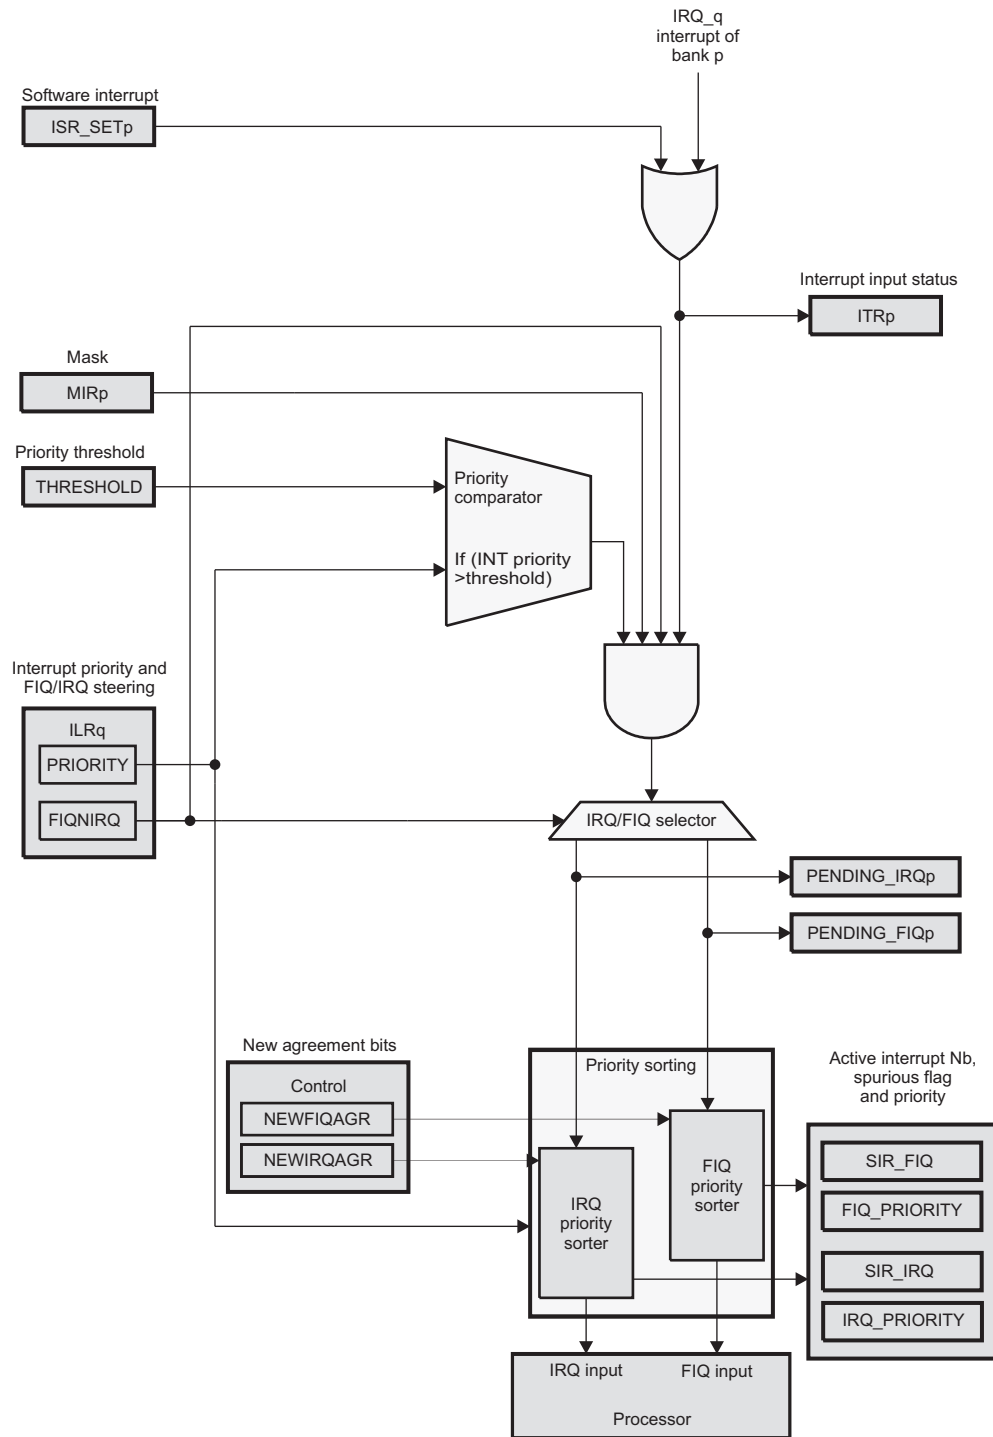 IRQ_q
interrupt of
bank p
Software interrupt
ISR_SETp
Interrupt input status
ITRp
Mask
MIRp
Priority threshold
THRESHOLD
Priority
comparator
If (INT priority
>threshold)
Interrupt priority and
FIQ/IRQ steering
ILRq
PRIORITY
FIQNIRQ
IRQ/FIQ selector
PENDING_IRQp
PENDING_FIQp
New agreement bits
Control
NEWFIQAGR
NEWIRQAGR
Priority sorting
IRQ
priority
sorter
FIQ
priority
sorter
Active interrupt Nb,
spurious flag
and priority
SIR_FIQ
FIQ_PRIORITY
SIR_IRQ
IRQ_PRIORITY
IRQ input
FIQ input
Processor